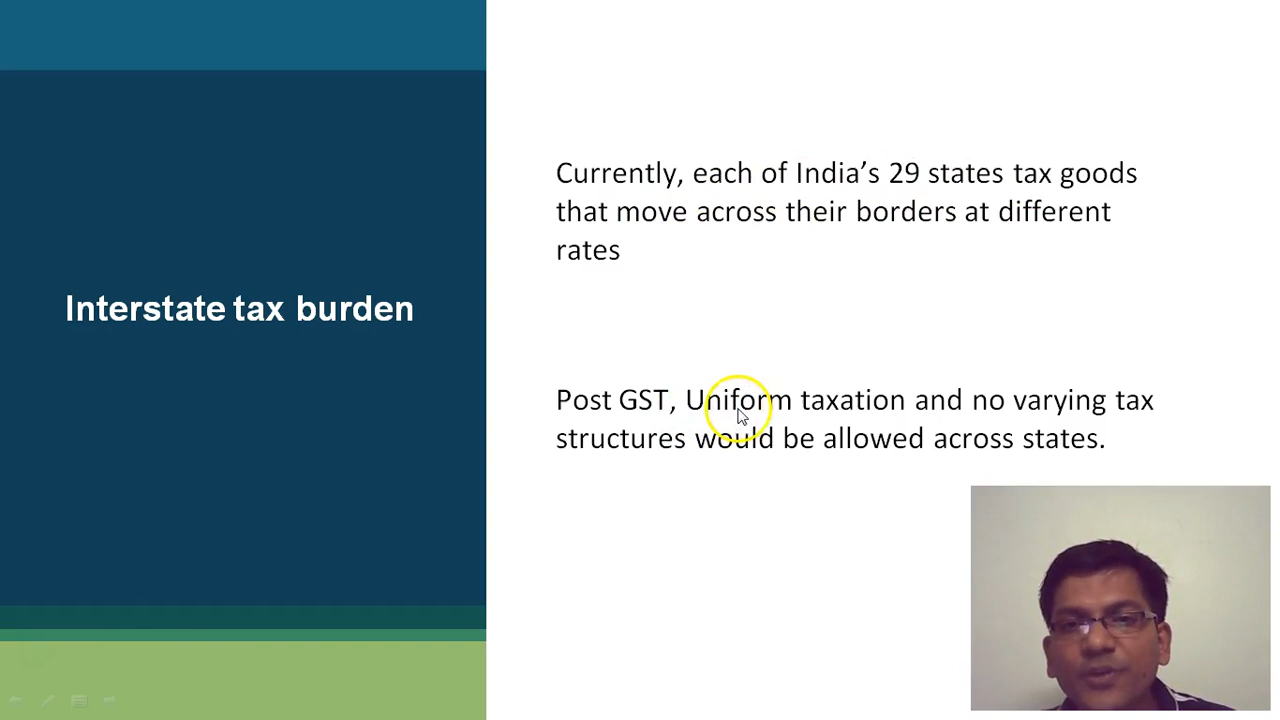 Interstate tax burden
Currently, each of India’s 29 states tax goods
that move across their borders at different
rates
Post GST, Uniform taxation and no varying tax
structures would be allowed across states.